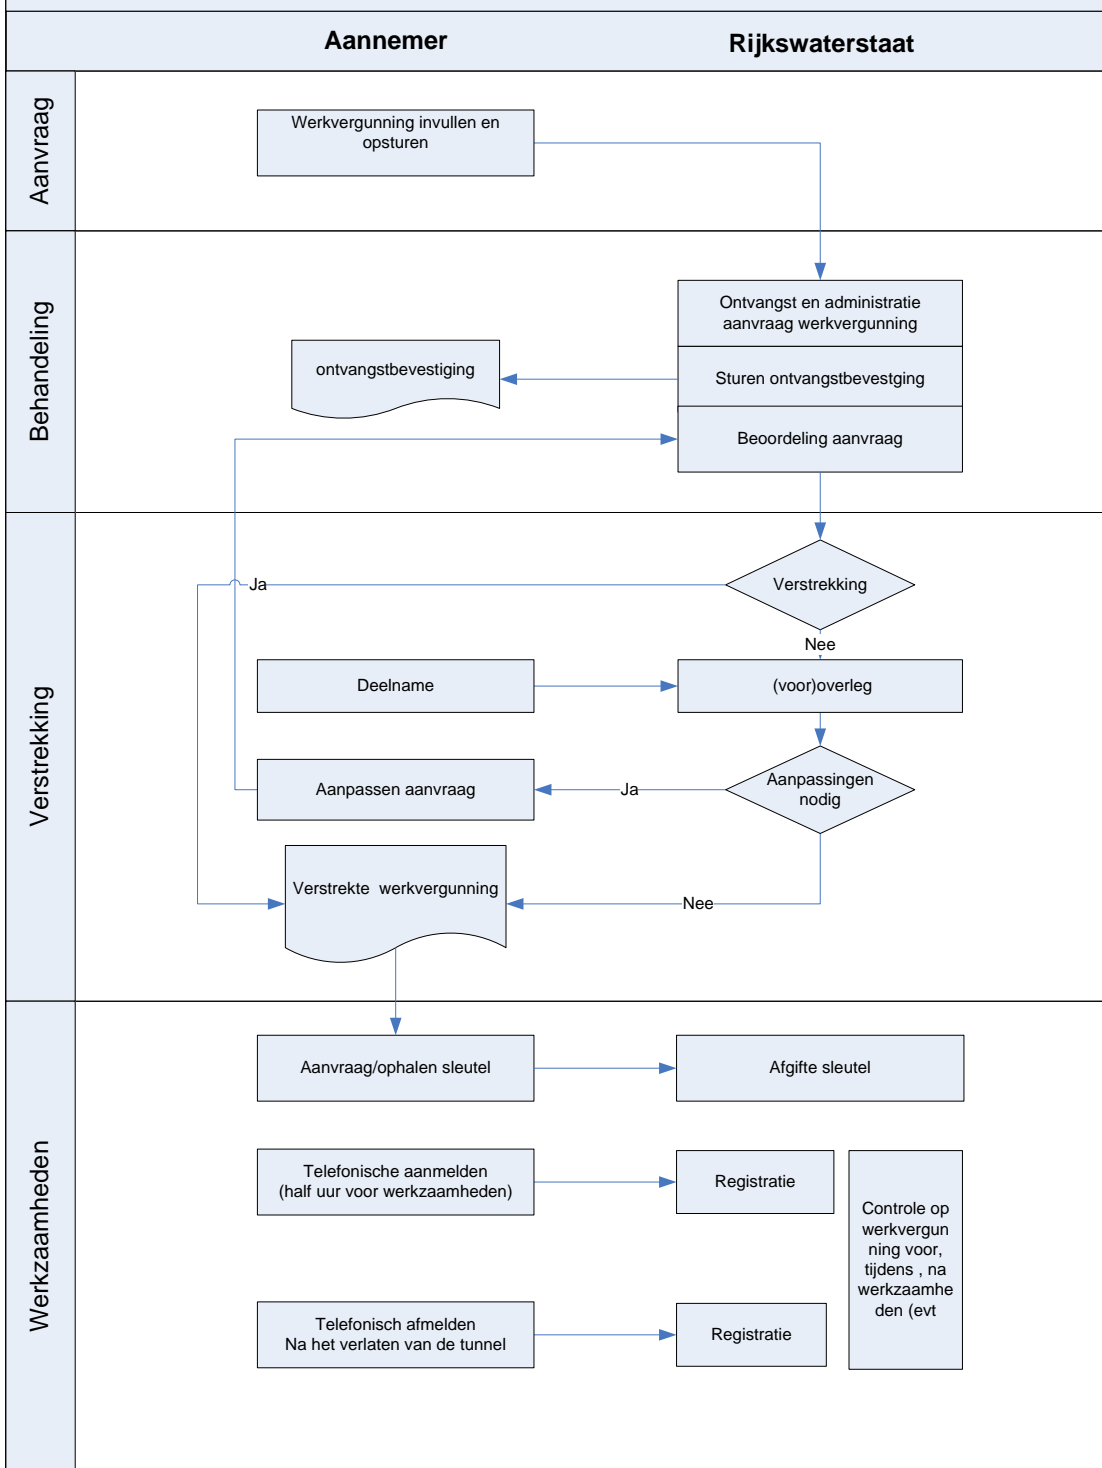 Aannemer
Rijkswaterstaat
Aanvraag
Werkvergunning invullen en
opsturen
Behandeling
Ontvangst en administratie
aanvraag werkvergunning
ontvangstbevestiging
Sturen ontvangstbevestging
Beoordeling aanvraag
Verstrekking
Verstrekking
Ja
Nee
Deelname
(voor)overleg
Aanpassen aanvraag
Ja
Aanpassingen
nodig
Verstrekte werkvergunning
Nee
Werkzaamheden
Aanvraag/ophalen sleutel
Afgifte sleutel
Telefonische aanmelden
(half uur voor werkzaamheden)
Registratie
Controle op
werkvergun
ning voor,
tijdens , na
werkzaamhe
den (evt
Telefonisch afmelden
Na het verlaten van de tunnel
Registratie